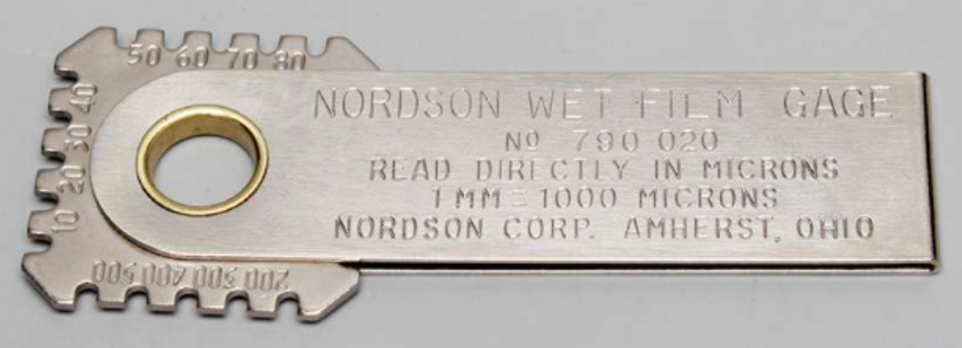 50 60 70 80
40
30
20
10
500 400 300 200
NORDSON WET FILM GAGE
Nº 790 020
READ DIRECTLY IN MICRONS
1 MM = 1000 MICRONS
NORDSON CORP. AMHERST, OHIO